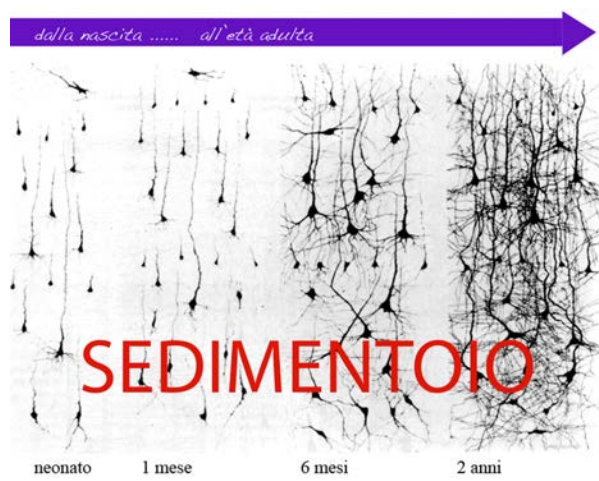 dalla nascita ...... all'età adulta
SEDIMENTOIO
neonato 1 mese 6 mesi 2 anni